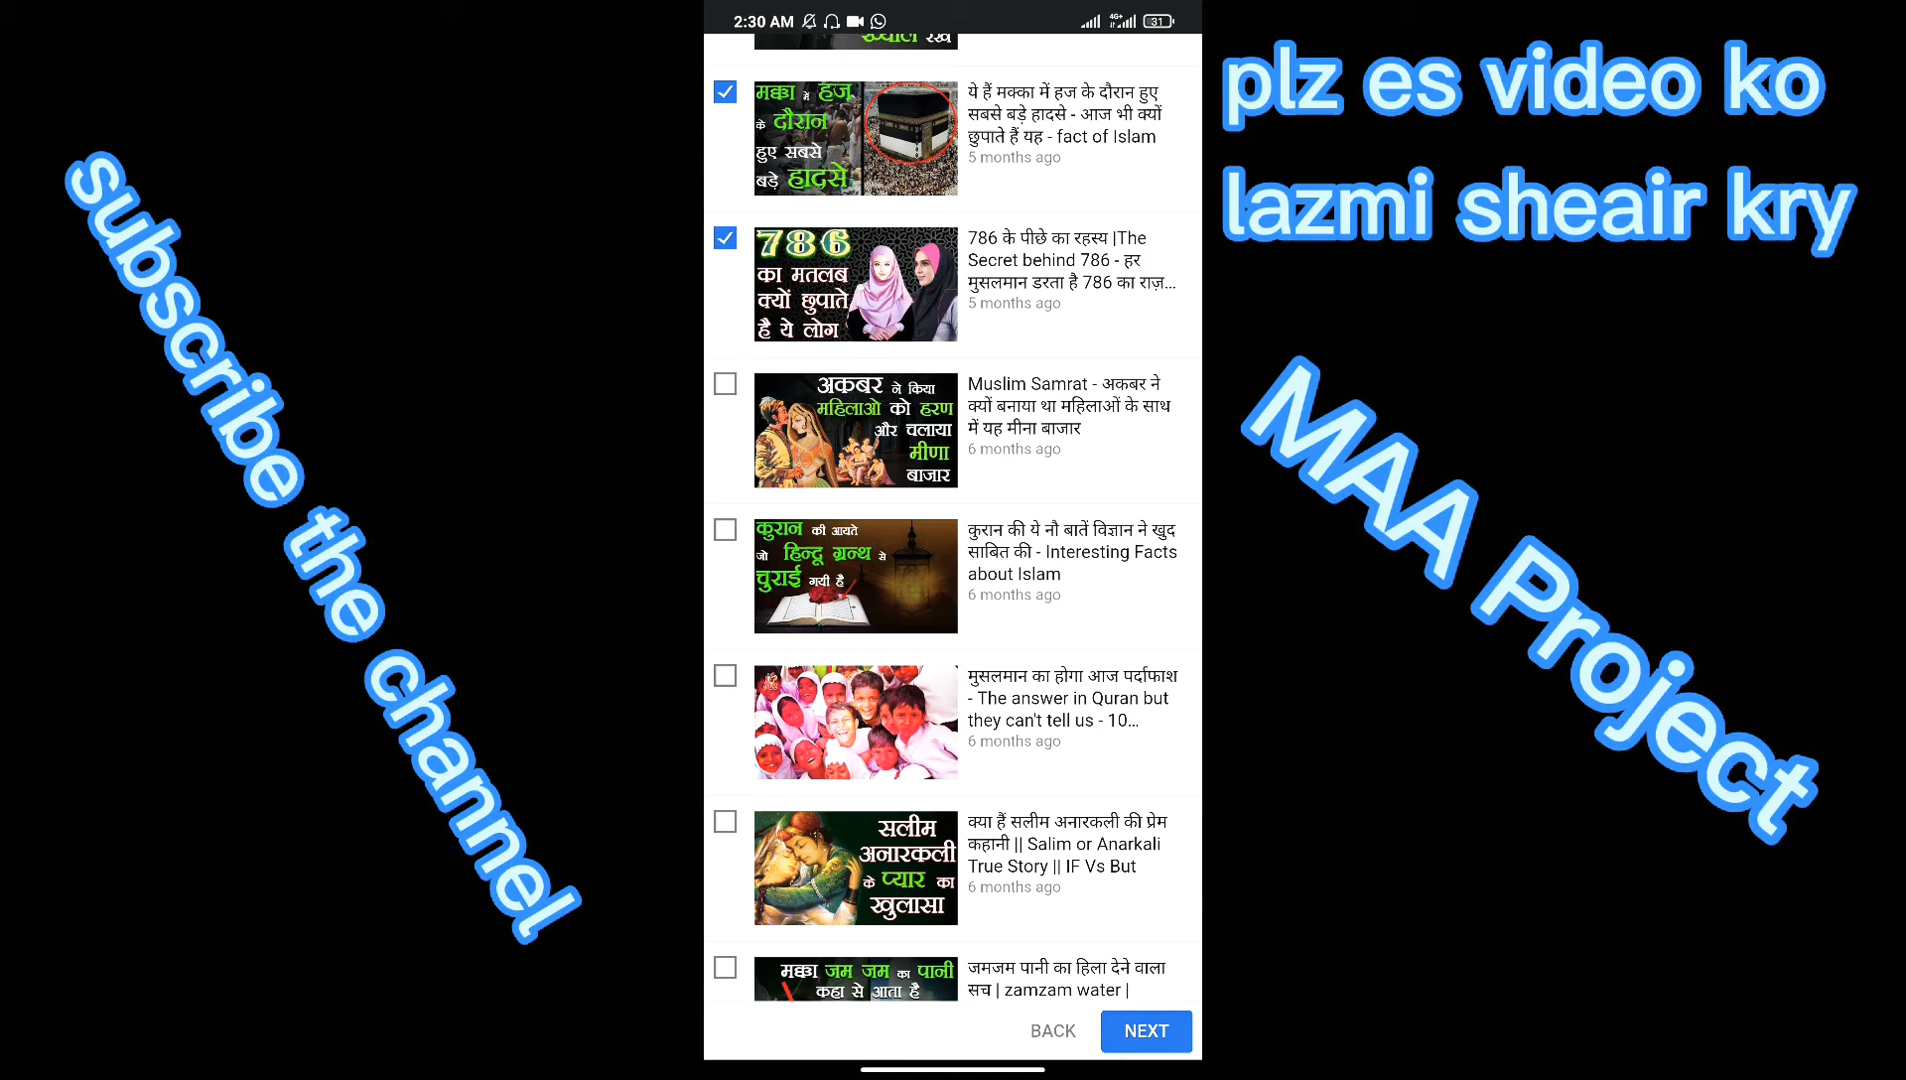 2:30 AM
4G+
31
ख्याल रखे
मक्का में हज
के दौरान
हुए सबसे
बड़े हादसे
ये हैं मक्का में हज के दौरान हुए
सबसे बड़े हादसे - आज भी क्यों
छुपाते हैं यह - fact of Islam
5 months ago
786
का मतलब
क्यों छुपाते
है ये लोग
786 के पीछे का रहस्य |The
Secret behind 786 - हर
मुसलमान डरता है 786 का राज़...
5 months ago
अकबर ने किया
महिलाओ को हरण
और चलाया
मीणा
बाजार
Muslim Samrat - अकबर ने
क्यों बनाया था महिलाओं के साथ
में यह मीना बाजार
6 months ago
कुरान की आयते
जो हिन्दू ग्रन्थ से
चुराई गयी है
कुरान की ये नौ बातें विज्ञान ने खुद
साबित की - Interesting Facts
about Islam
6 months ago
मुसलमान का होगा आज पर्दाफाश
- The answer in Quran but
they can't tell us - 10...
6 months ago
सलीम
अनारकली
के प्यार का
खुलासा
क्या हैं सलीम अनारकली की प्रेम
कहानी || Salim or Anarkali
True Story || IF Vs But
6 months ago
मक्का जम जम का पानी
कहा से आता है
जमजम पानी का हिला देने वाला
सच | zamzam water |
BACK
NEXT
subscribe the channel
plz es video ko
lazmi sheair kry
MAA Project